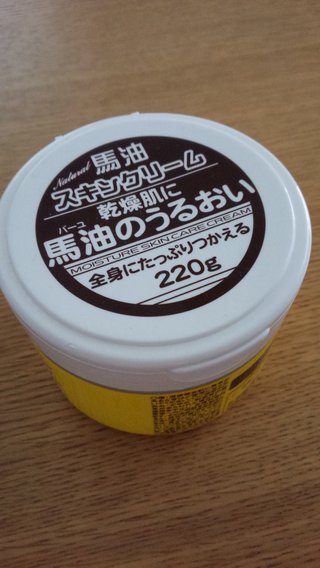 Natural 馬油
スキンクリーム
乾燥肌に
バーユ
馬油のうるおい
MOISTURE SKIN CARE CREAM
全身にたっぷりつかえる
220g